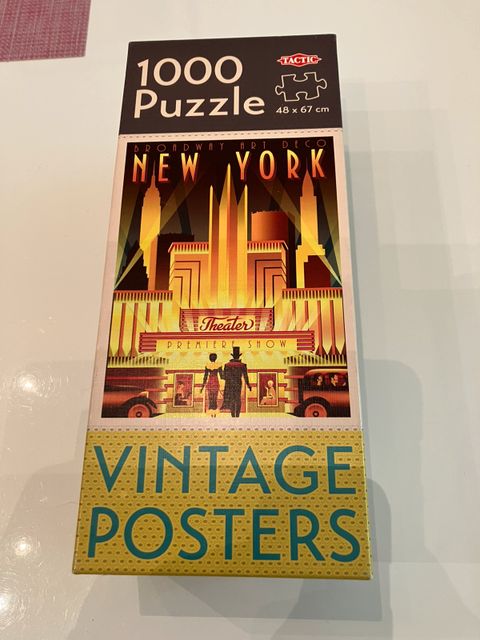 1000
Puzzle
TACTIC
48 x 67 cm
BROADWAY ART DECO
NEW YORK
Theater
PREMIERE SHOW
VINTAGE
POSTERS